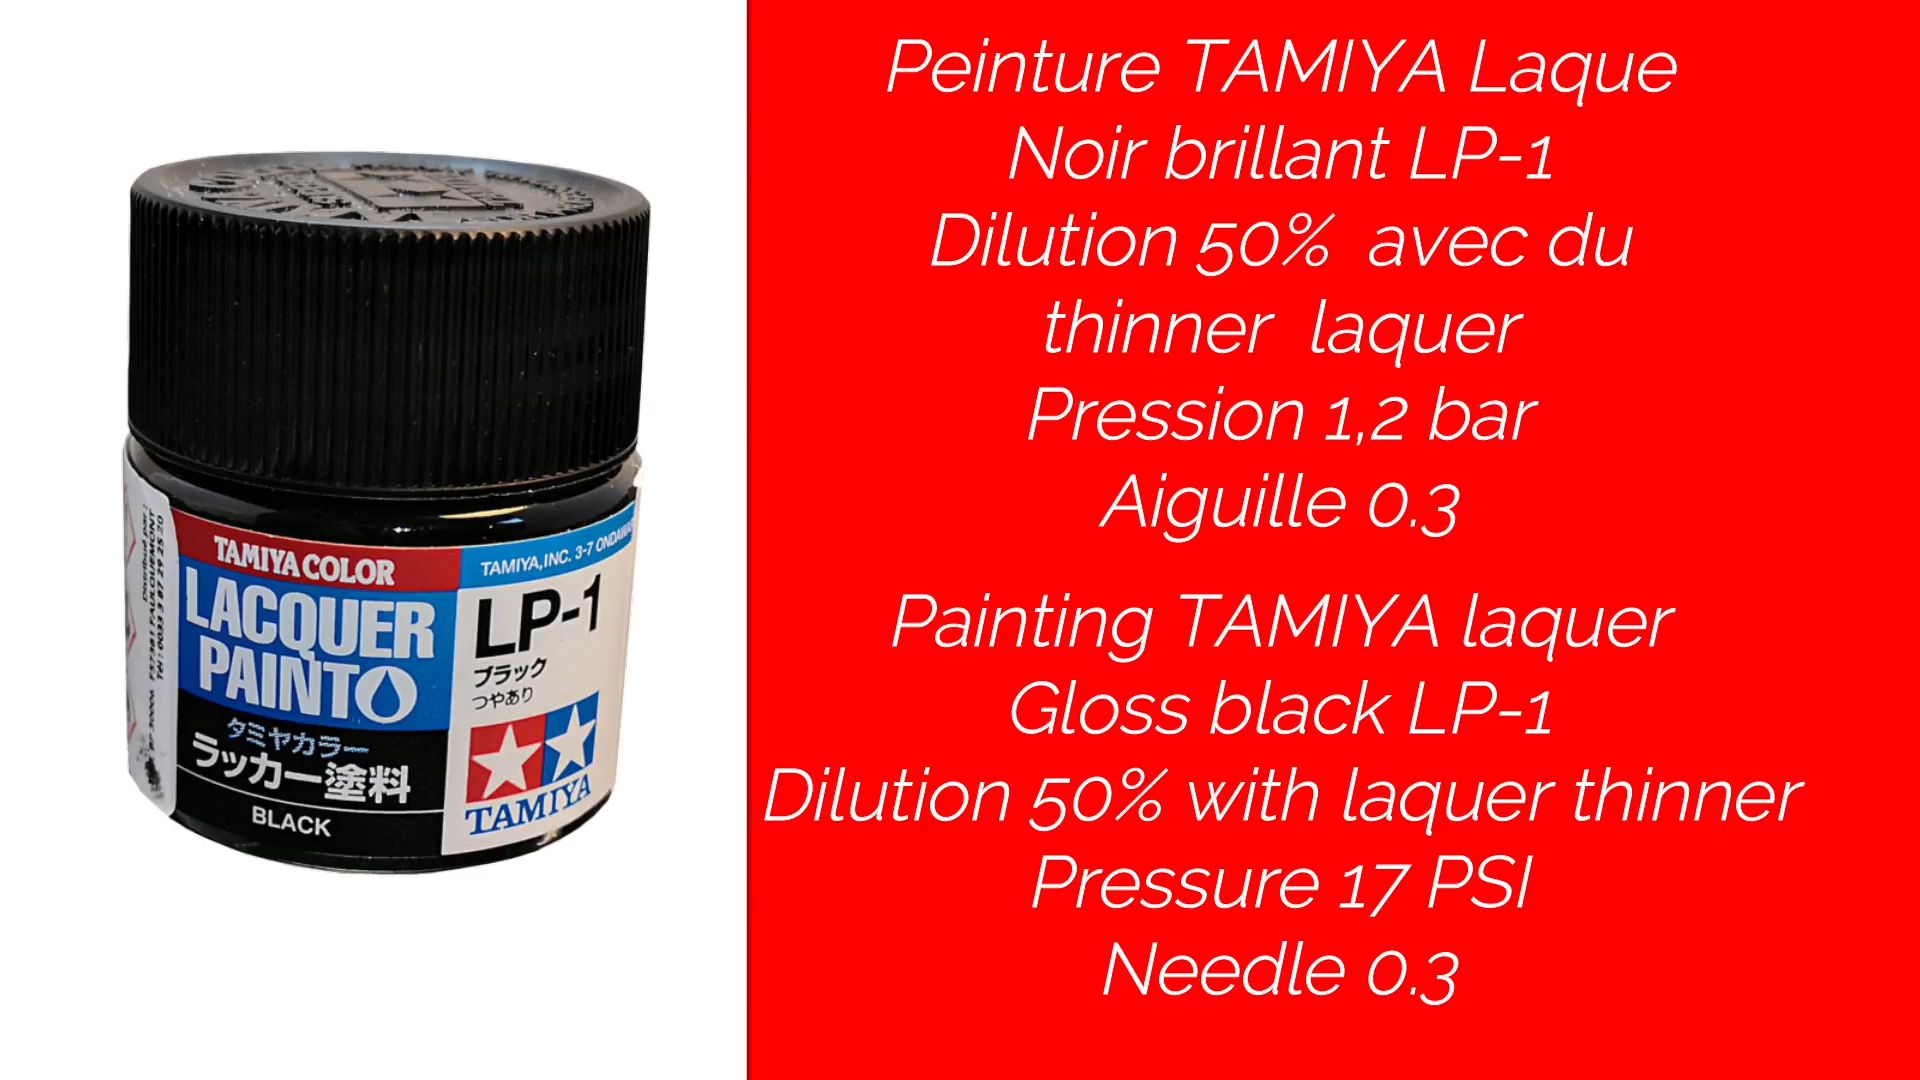 Peinture TAMIYA Laque
Noir brillant LP-1
Dilution 50% avec du
thinner laquer
Pression 1,2 bar
Aiguille 0.3
Painting TAMIYA laquer
Gloss black LP-1
Dilution 50% with laquer thinner
Pressure 17 PSI
Needle 0.3
TAMIYA COLOR
LACQUER
PAINT
タミヤカラー
ラッカー塗料
BLACK
TAMIYA, INC. 3-7
LP-1
ブラック
つやあり
TAMIYA
Distribué par: